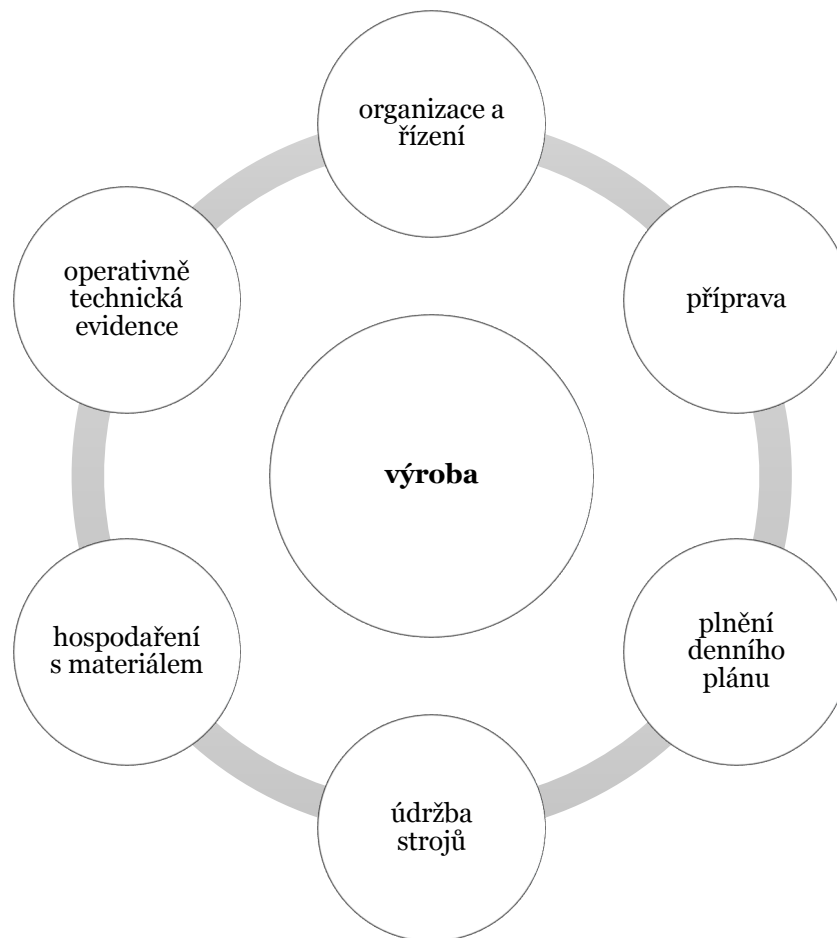 organizace a
řízení
příprava
plnění
denního
plánu
údržba
strojů
hospodaření
s materiálem
operativně
technická
evidence
výroba